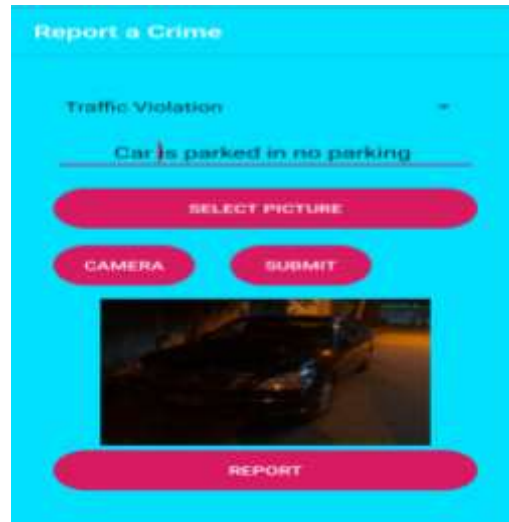 Report a Crime
Traffic Violation
Car is parked in no parking
SELECT PICTURE
CAMERA
SUBMIT
REPORT